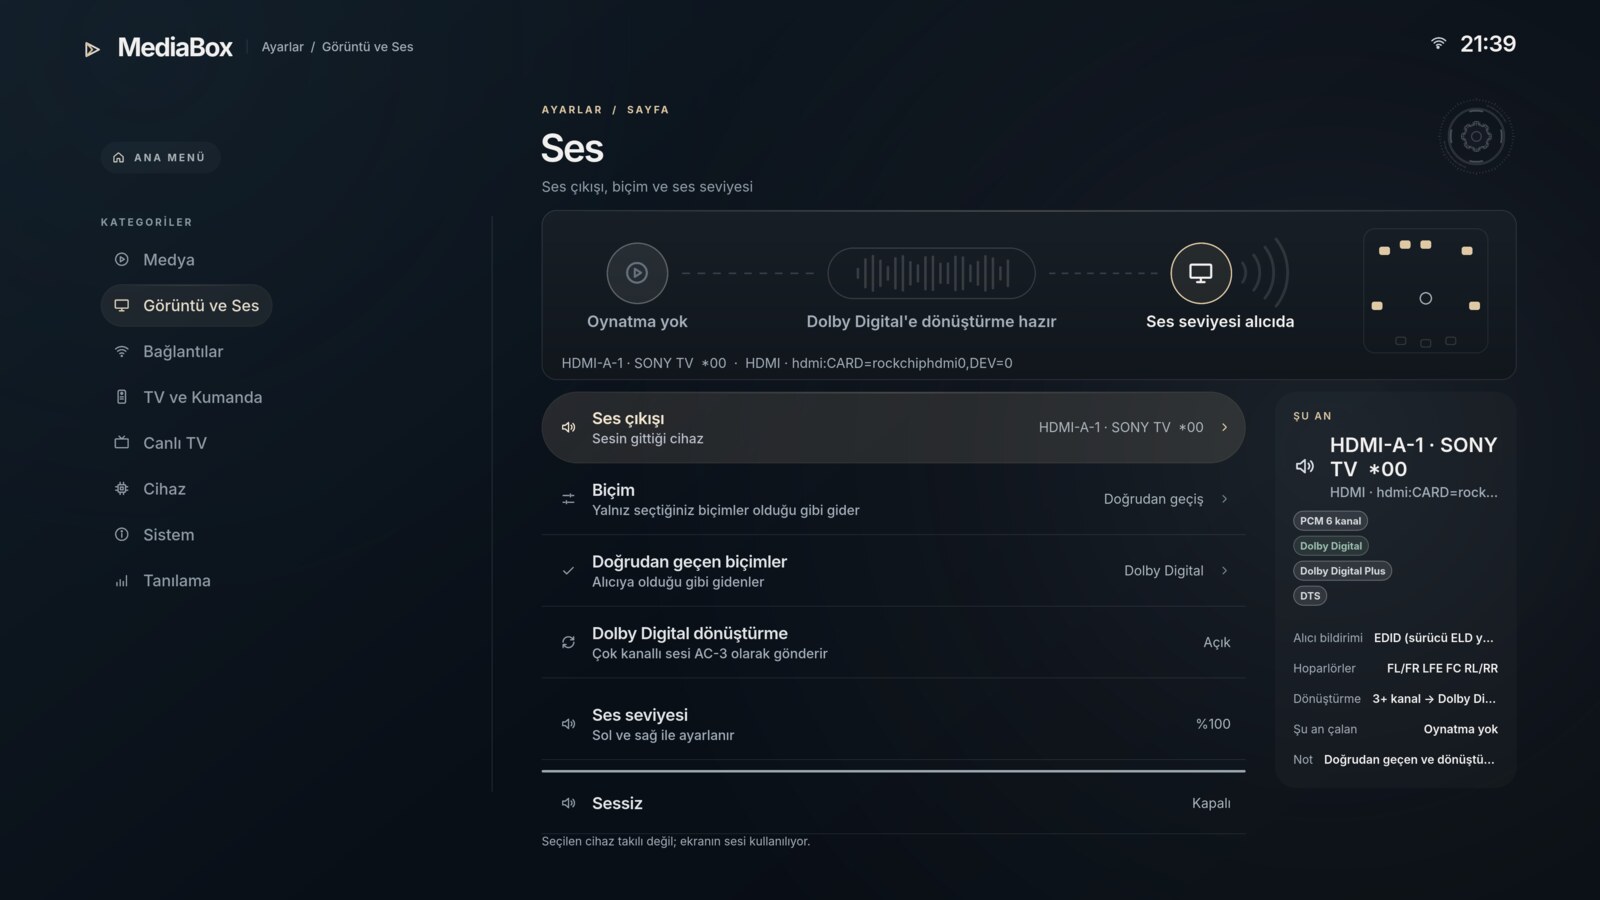 MediaBox
Ayarlar / Görüntü ve Ses
21:39
ANA MENÜ
KATEGORİLER
Medya
Görüntü ve Ses
Bağlantılar
TV ve Kumanda
Canlı TV
Cihaz
Sistem
Tanılama
AYARLAR / SAYFA
Ses
Ses çıkışı, biçim ve ses seviyesi
Oynatma yok
Dolby Digital'e dönüştürme hazır
Ses seviyesi alıcıda
HDMI-A-1 · SONY TV *00 · HDMI · hdmi:CARD=rockchiphdmi0,DEV=0
Ses çıkışı
Sesin gittiği cihaz
HDMI-A-1 · SONY TV *00
Biçim
Yalnız seçtiğiniz biçimler olduğu gibi gider
Doğrudan geçiş
Doğrudan geçen biçimler
Alıcıya olduğu gibi gidenler
Dolby Digital
Dolby Digital dönüştürme
Çok kanallı sesi AC-3 olarak gönderir
Açık
Ses seviyesi
Sol ve sağ ile ayarlanır
%100
Sessiz
Kapalı
Seçilen cihaz takılı değil; ekranın sesi kullanılıyor.
ŞU AN
HDMI-A-1 · SONY
TV *00
HDMI · hdmi:CARD=rock...
PCM 6 kanal
Dolby Digital
Dolby Digital Plus
DTS
Alıcı bildirimi EDID (sürücü ELD y...
Hoparlörler FL/FR LFE FC RL/RR
Dönüştürme 3+ kanal → Dolby Di...
Şu an çalan Oynatma yok
Not Doğrudan geçen ve dönüştü...